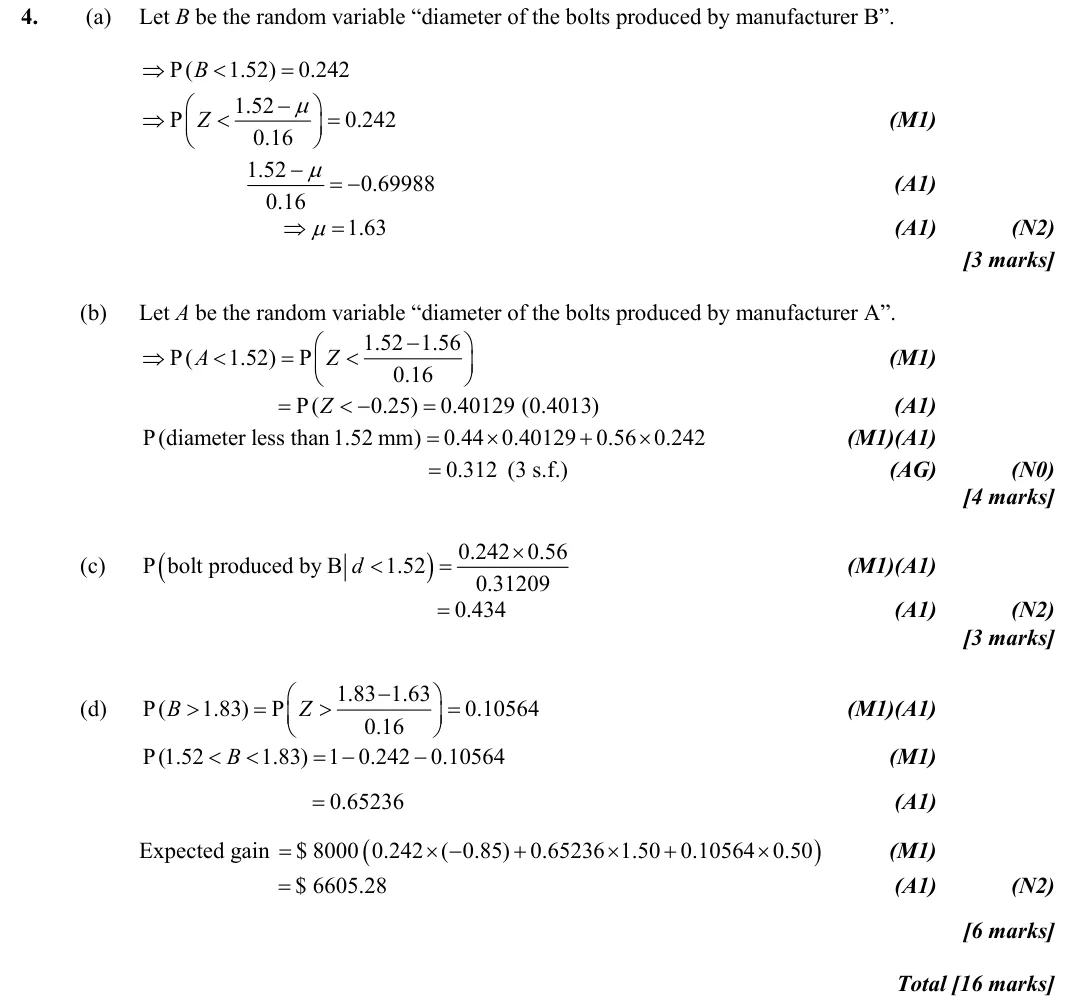 4. (a) Let B be the random variable “diameter of the bolts produced by manufacturer B”.
⇒ P(B < 1.52) = 0.242
⇒ P(Z < (1.52 − μ)/0.16) = 0.242 (M1)
(1.52 − μ)/0.16 = −0.69988 (A1)
⇒ μ = 1.63 (A1) (N2)
[3 marks]
(b) Let A be the random variable “diameter of the bolts produced by manufacturer A”.
⇒ P(A < 1.52) = P(Z < (1.52 − 1.56)/0.16) (M1)
= P(Z < −0.25) = 0.40129 (0.4013) (A1)
P(diameter less than 1.52 mm) = 0.44 × 0.40129 + 0.56 × 0.242 (M1)(A1)
= 0.312 (3 s.f.) (AG) (N0)
[4 marks]
(c) P(bolt produced by B| d < 1.52) = (0.242 × 0.56)/0.31209 (M1)(A1)
= 0.434 (A1) (N2)
[3 marks]
(d) P(B > 1.83) = P(Z > (1.83 − 1.63)/0.16) = 0.10564 (M1)(A1)
P(1.52 < B < 1.83) = 1 − 0.242 − 0.10564 (M1)
= 0.65236 (A1)
Expected gain = $ 8000(0.242 × (−0.85) + 0.65236 × 1.50 + 0.10564 × 0.50) (M1)
= $ 6605.28 (A1) (N2)
[6 marks]
Total [16 marks]